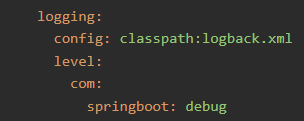 logging:
  config: classpath:logback.xml
  level:
    com:
      springboot: debug